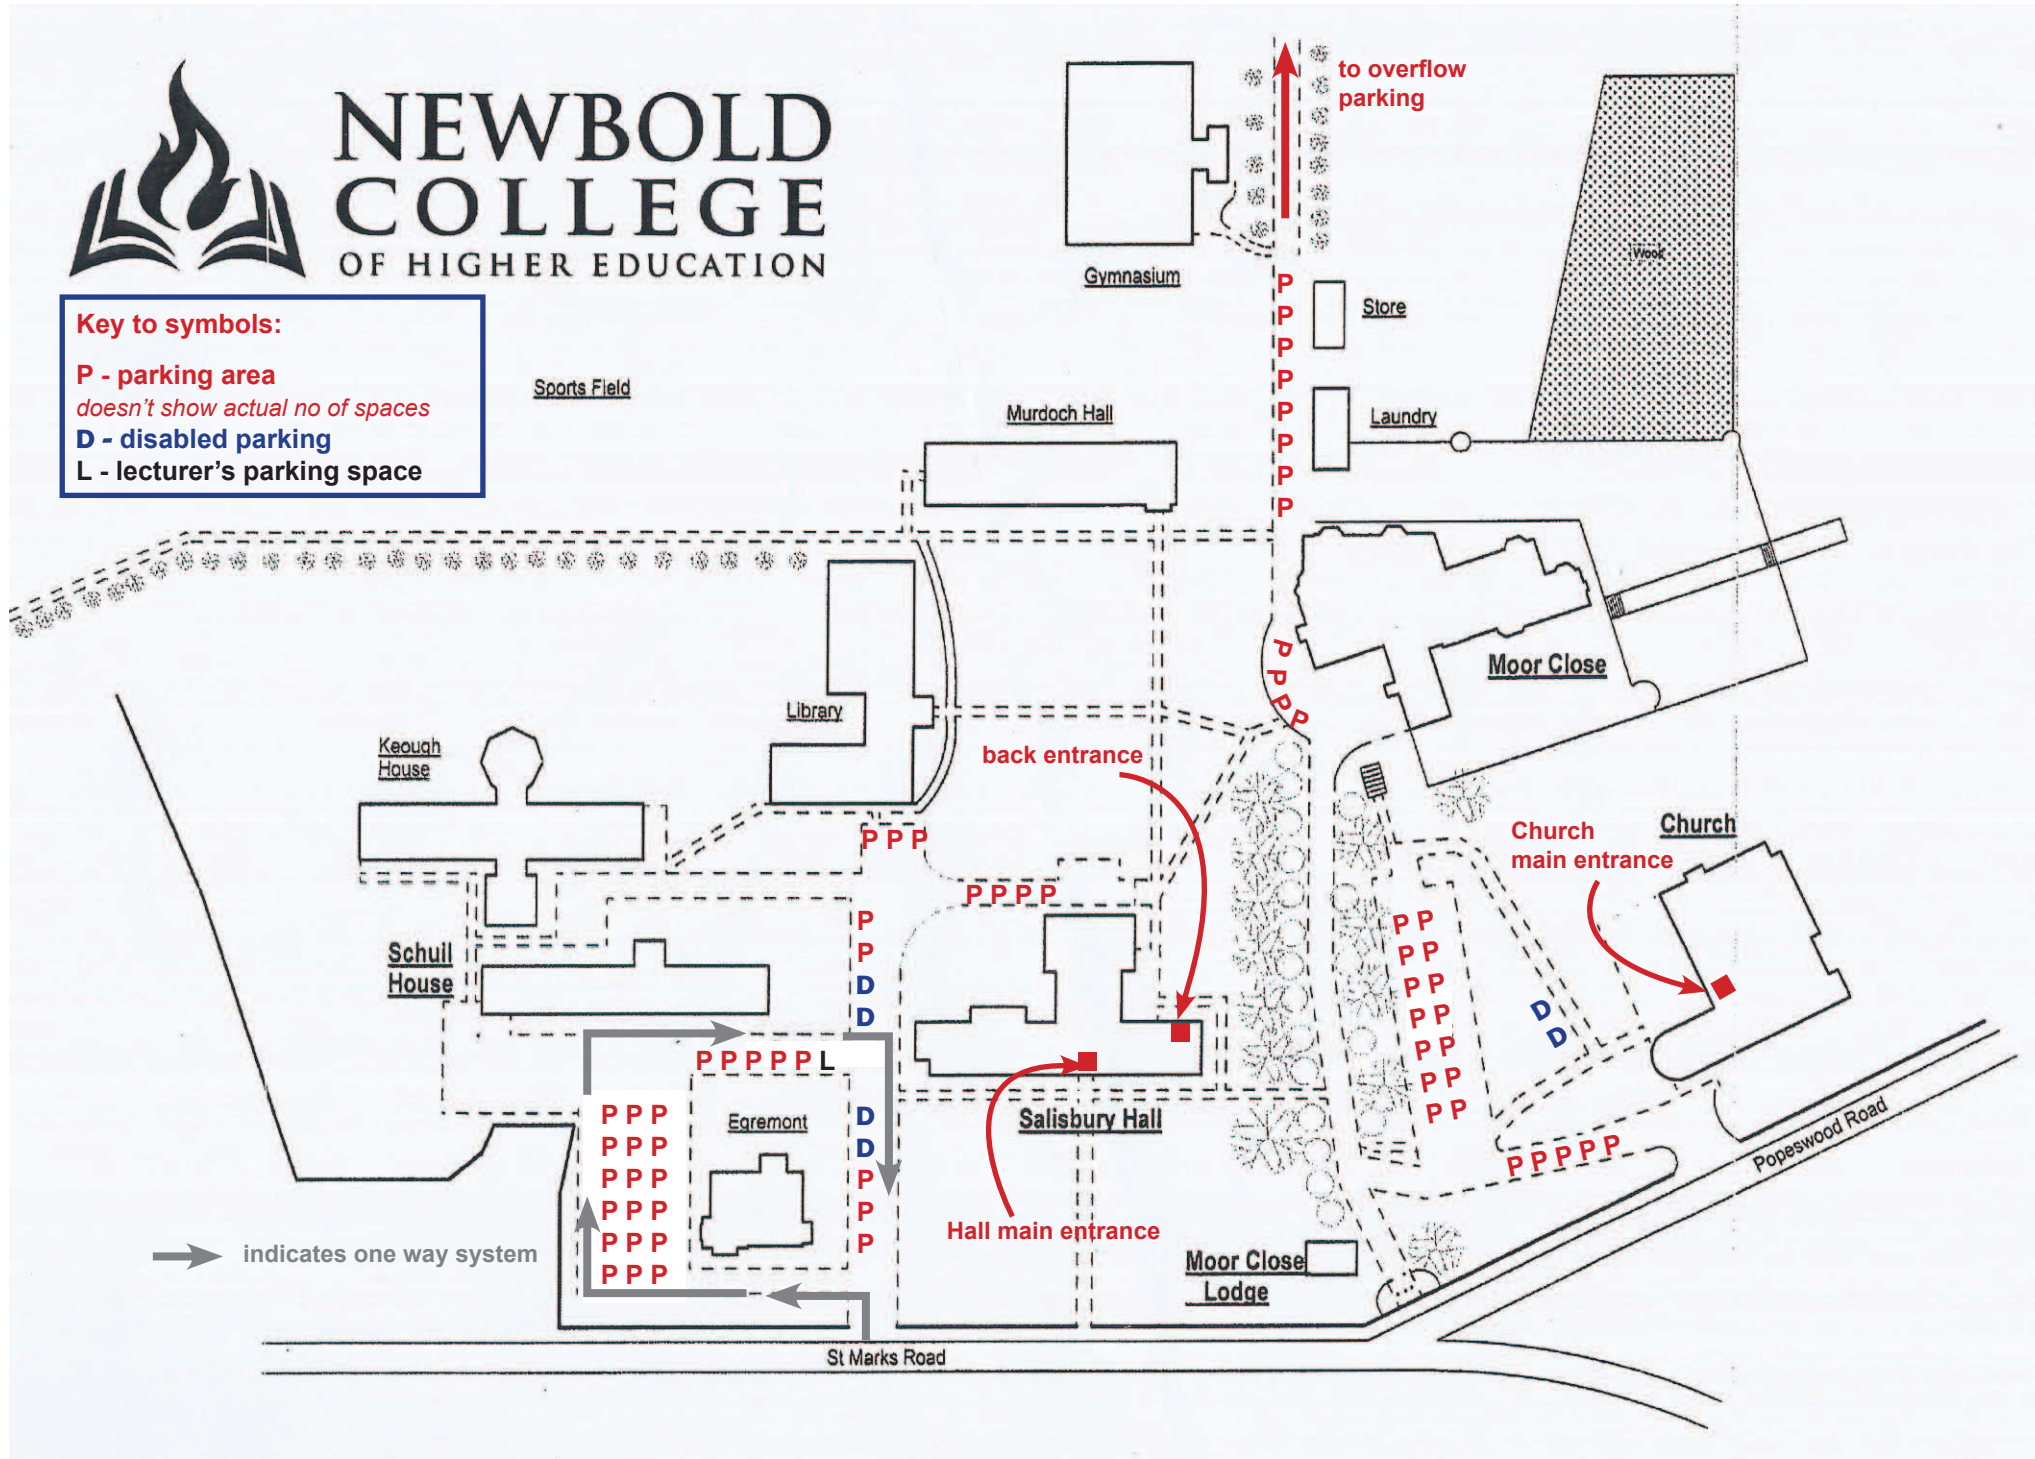 NEWBOLD
COLLEGE
OF HIGHER EDUCATION
Key to symbols:
P - parking area
doesn't show actual no of spaces
D - disabled parking
L - lecturer's parking space
to overflow
parking
Gymnasium
Wood
P
Store
P
P
Sports Field
P
Murdoch Hall
P
Laundry
P
P
P
P
Moor Close
P
Library
P P
Keough
House
back entrance
Church
Church
main entrance
P P P
P P P P
P
P P
P
P P
Schuil
House
D
P P
D
P P
D
D
P P P P P L
P P
P P
P P P
D
P P
Egremont
Salisbury Hall
P P P
D
P P P P P
Popeswood Road
P P P
P
P P P
P
Hall main entrance
P P P
P
indicates one way system
P P P
Moor Close
Lodge
St Marks Road